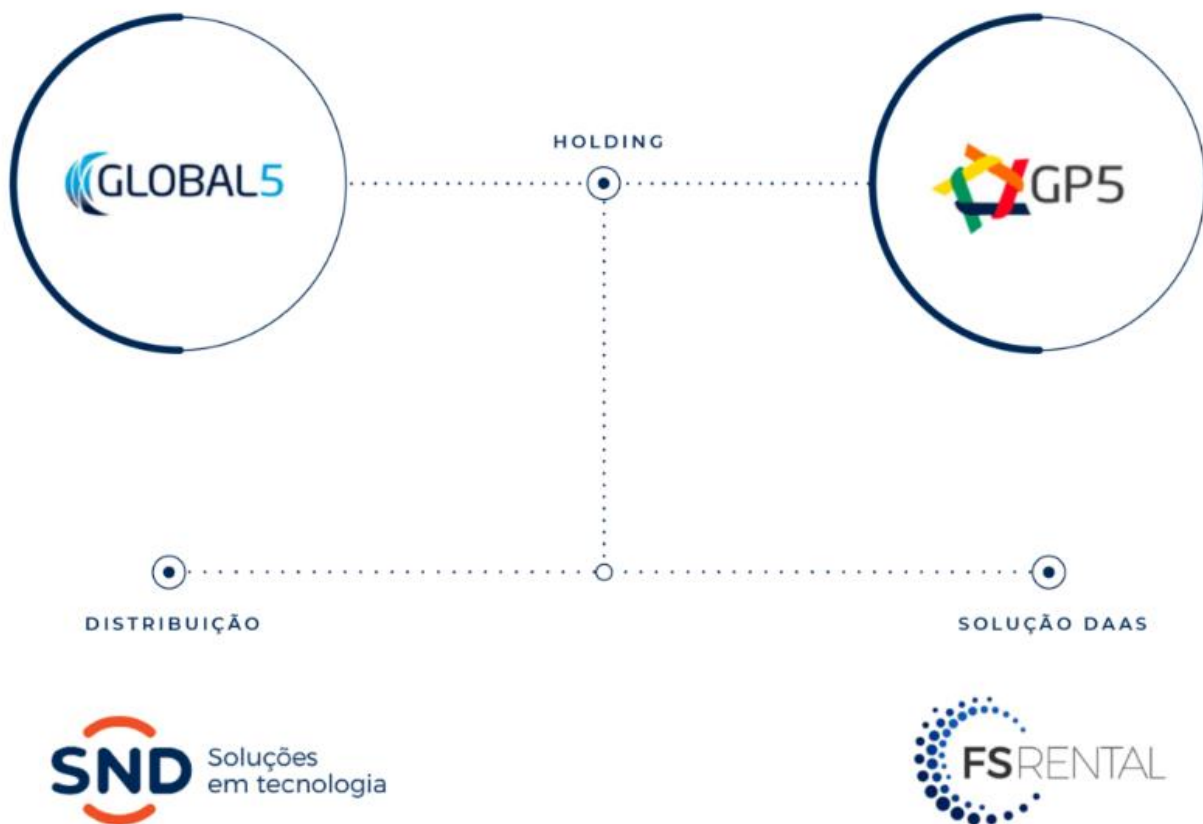 GLOBAL5
HOLDING
GP5
DISTRIBUIÇÃO
SOLUÇÃO DAAS
SND Soluções
em tecnologia
FSRENTAL